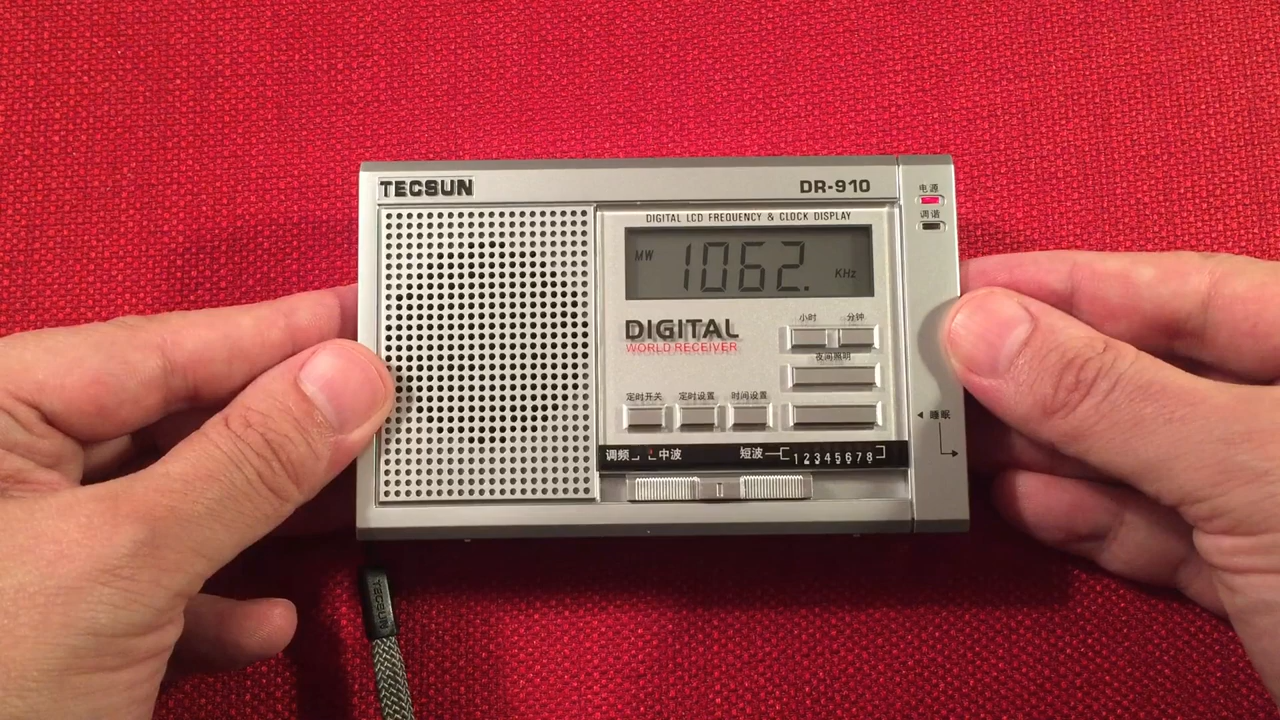 TECSUN
DR-910
电源
调谐
DIGITAL LCD FREQUENCY & CLOCK DISPLAY
MW 1062. KHz
DIGITAL
WORLD RECEIVER
小时 分钟
夜间照明
定时开关 定时设置 时间设置
◄ 睡眠
调频 中波 短波 12345678
TECSUN